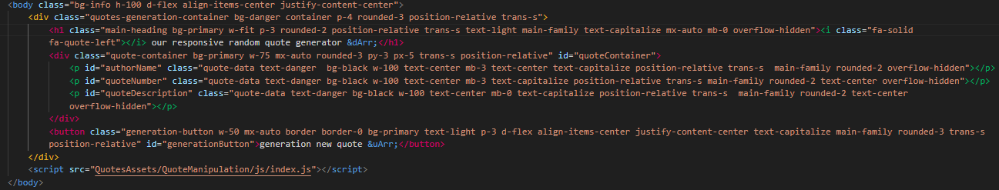 <body class="bg-info h-100 d-flex align-items-center justify-content-center">
<div class="quotes-generation-container bg-danger container p-4 rounded-3 position-relative trans-s">
<h1 class="main-heading bg-primary w-fit p-3 rounded-2 position-relative trans-s text-light main-family text-capitalize mx-auto mb-0 overflow-hidden"><i class="fa-solid
fa-quote-left"></i> our responsive random quote generator &dArr;</h1>
<div class="quote-container bg-primary w-75 mx-auto rounded-3 py-3 px-5 trans-s position-relative" id="quoteContainer">
<p id="authorName" class="quote-data text-danger  bg-black w-100 text-center mb-3 text-center text-capitalize position-relative trans-s  main-family rounded-2 overflow-hidden"></p>
<p id="quoteNumber" class="quote-data text-danger bg-black w-100 text-center mb-3 text-capitalize position-relative trans-s main-family rounded-2 text-center overflow-hidden"></p>
<p id="quoteDescription" class="quote-data text-danger bg-black w-100 text-center mb-0 text-capitalize position-relative trans-s  main-family rounded-2 text-center
overflow-hidden"></p>
</div>
<button class="generation-button w-50 mx-auto border border-0 bg-primary text-light p-3 d-flex align-items-center justify-content-center text-capitalize main-family rounded-3 trans-s
position-relative" id="generationButton">generation new quote &uArr;</button>
</div>
<script src="QuotesAssets/QuoteManipulation/js/index.js"></script>
</body>